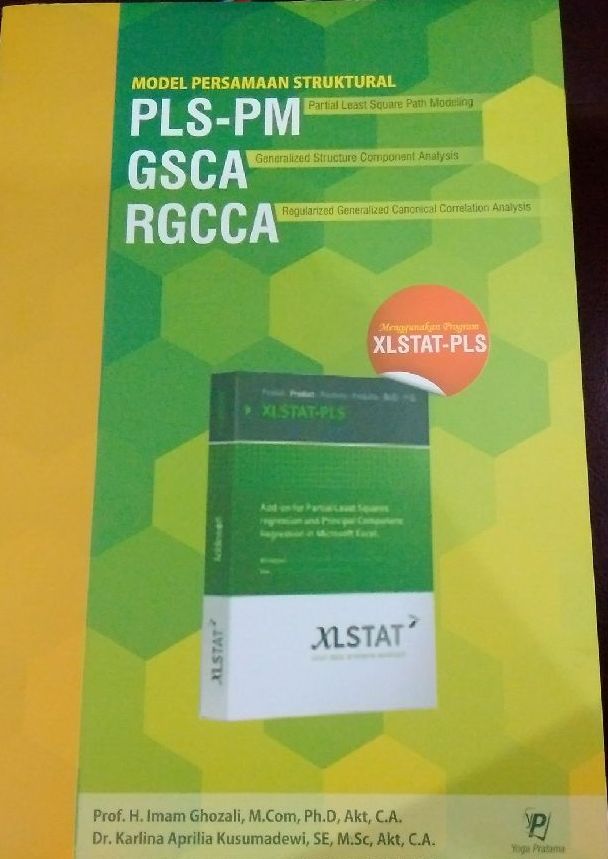 MODEL PERSAMAAN STRUKTURAL
PLS-PM Partial Least Square Path Modeling
GSCA Generalized Structure Component Analysis
RGCCA Regularized Generalized Canonical Correlation Analysis
Menggunakan Program
XLSTAT-PLS
Product
XLSTAT-PLS
Add-on for Partial Least Squares
regression and Principal Component
Regression in Microsoft Excel.
Addinsoft
XLSTAT
XLSTAT
Prof. H. Imam Ghozali, M.Com, Ph.D, Akt, C.A.
Dr. Karlina Aprilia Kusumadewi, SE, M.Sc, Akt, C.A.
YP
Yoga Pratama